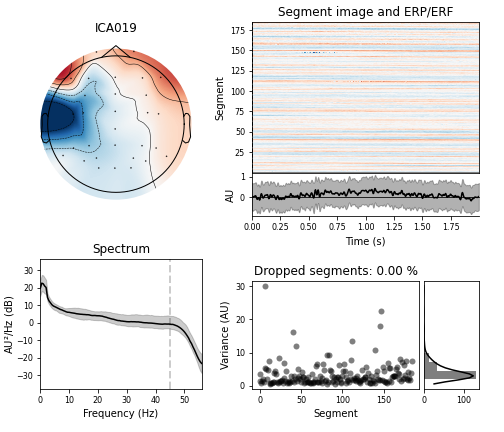 ICA019
Segment image and ERP/ERF
Segment
175
150
125
100
75
50
25
AU
1
0
0.00 0.25 0.50 0.75 1.00 1.25 1.50 1.75
Time (s)
Spectrum
AU²/Hz (dB)
30
20
10
0
−10
−20
−30
0 10 20 30 40 50
Frequency (Hz)
Dropped segments: 0.00 %
Variance (AU)
30
20
10
0
0 50 100 150
Segment
0 100